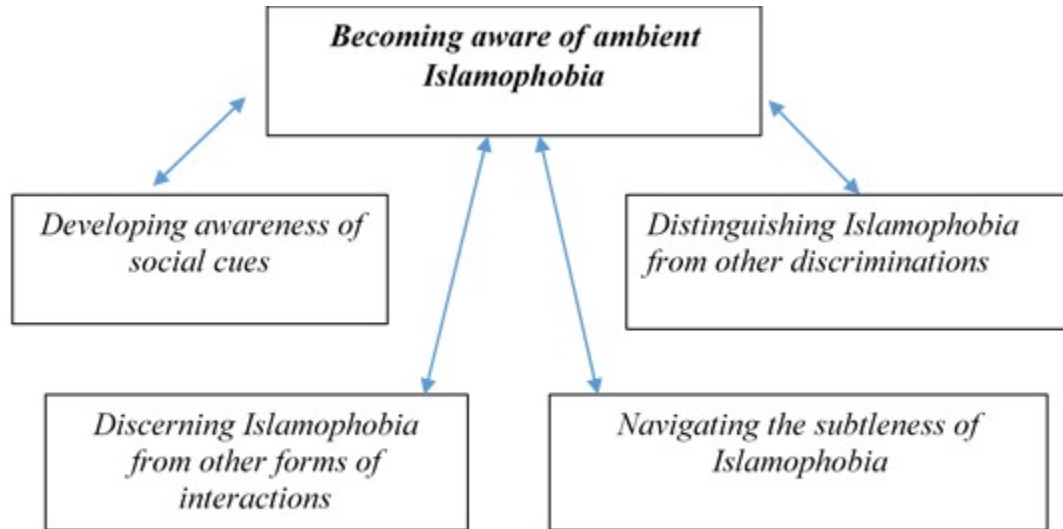 Becoming aware of ambient
Islamophobia
Developing awareness of
social cues
Distinguishing Islamophobia
from other discriminations
Discerning Islamophobia
from other forms of
interactions
Navigating the subtleness of
Islamophobia